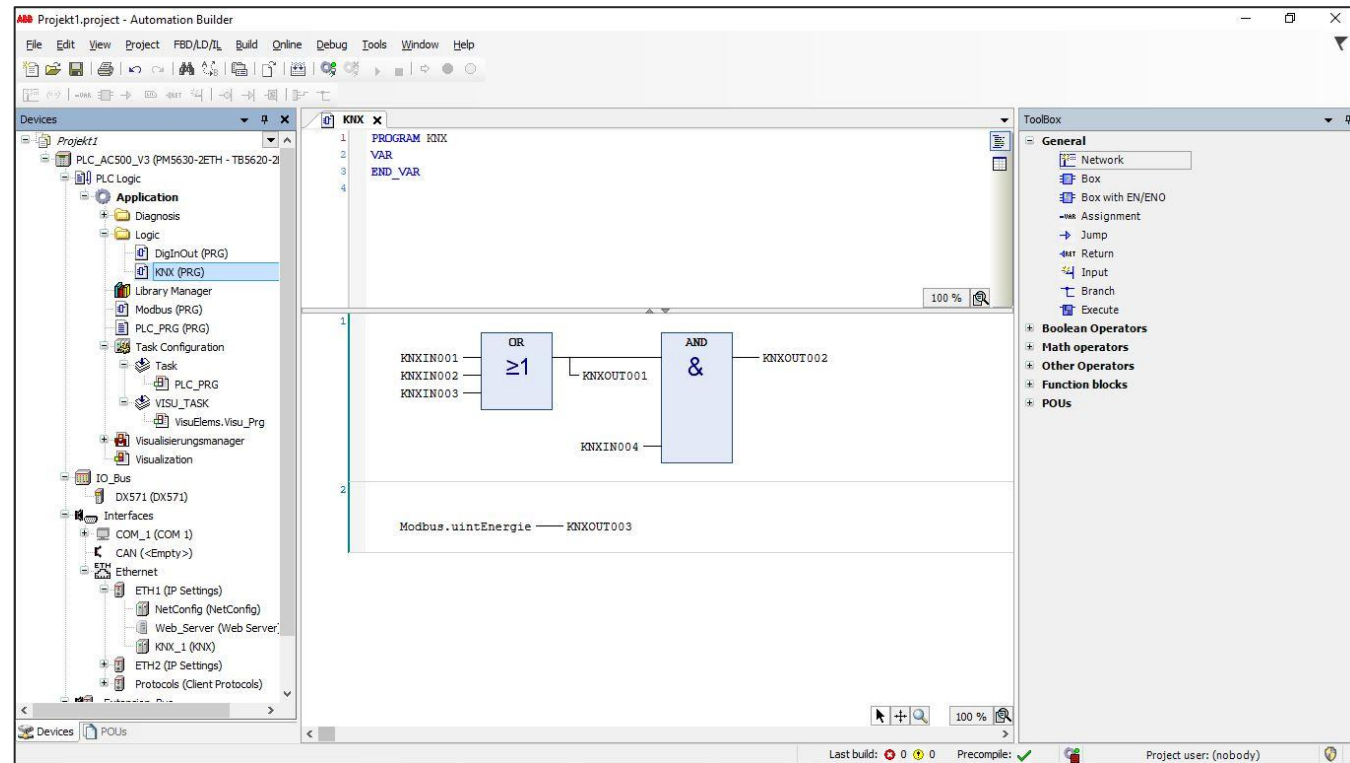 ABB Projekt1.project - Automation Builder
File Edit View Project FBD/LD/IL Build Online Debug Tools Window Help
Devices
Projekt1
PLC_AC500_V3 (PM5630-2ETH - TB5620-2
PLC Logic
Application
Diagnosis
Logic
DigInOut (PRG)
KNX (PRG)
Library Manager
Modbus (PRG)
PLC_PRG (PRG)
Task Configuration
Task
PLC_PRG
VISU_TASK
VisuElems.Visu_Prg
Visualisierungsmanager
Visualization
IO_Bus
DX571 (DX571)
Interfaces
COM_1 (COM 1)
CAN (<Empty>)
Ethernet
ETH1 (IP Settings)
NetConfig (NetConfig)
Web_Server (Web Server)
KNX_1 (KNX)
ETH2 (IP Settings)
Protocols (Client Protocols)
Devices POUs
KNX
1 PROGRAM KNX
2 VAR
3 END_VAR
4
100 %
1
OR
≥1
KNXIN001
KNXIN002
KNXIN003
KNXOUT001
AND
&
KNXIN004
KNXOUT002
2
Modbus.uintEnergie KNXOUT003
100 %
ToolBox
General
Network
Box
Box with EN/ENO
Assignment
Jump
Return
Input
Branch
Execute
Boolean Operators
Math operators
Other Operators
Function blocks
POUs
Last build: 0 0 Precompile: Project user: (nobody)